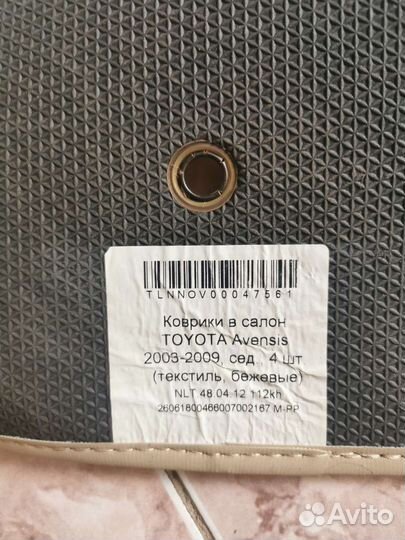 TLNNOV00047561
Коврики в салон
TOYOTA Avensis
2003-2009, сед., 4 шт.
(текстиль, бежевые)
NLT 48.04.12.112kh
26061800466007002167 M-PP
Avito